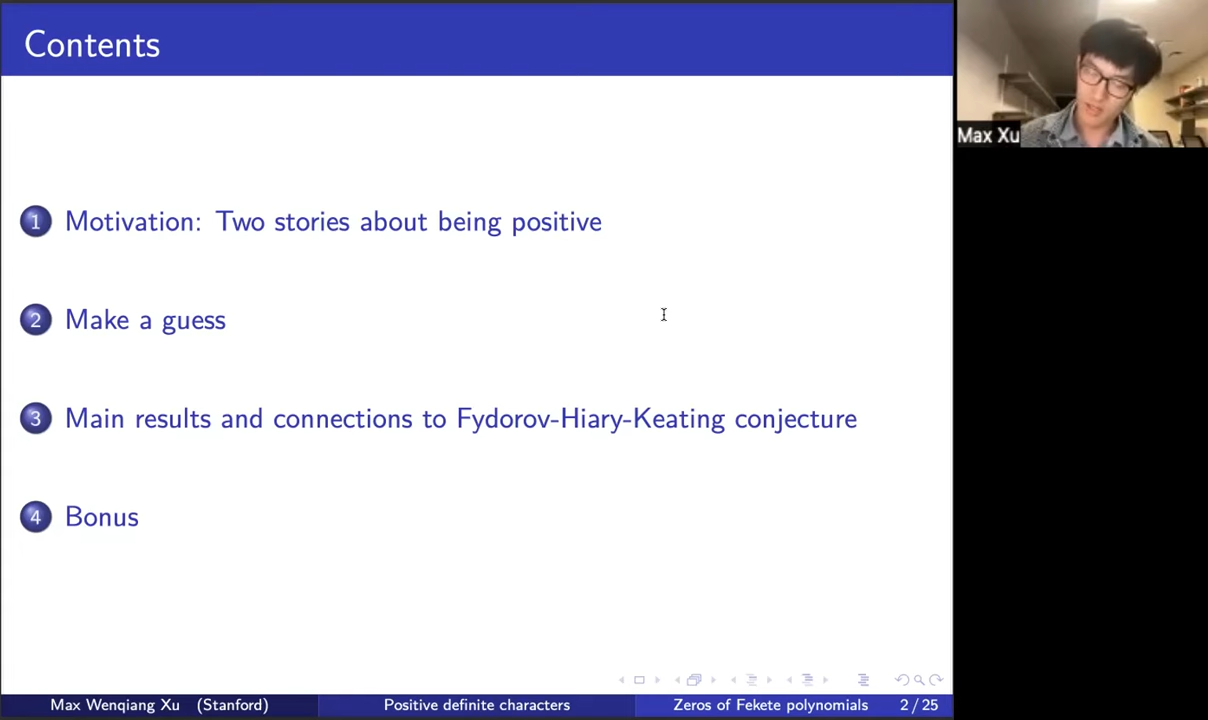 Contents
1 Motivation: Two stories about being positive
2 Make a guess
3 Main results and connections to Fydorov-Hiary-Keating conjecture
4 Bonus
Max Wenqiang Xu (Stanford) Positive definite characters Zeros of Fekete polynomials 2 / 25
Max Xu